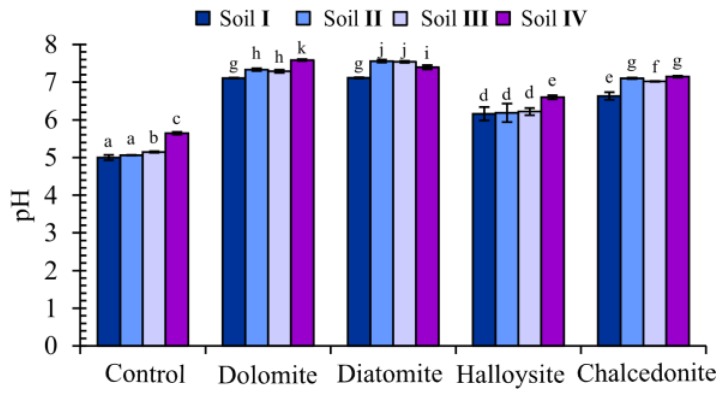 Soil I Soil II Soil III Soil IV
pH
8
7
6
5
4
3
2
1
0
a a b c
g h h k
g j j i
d d d e
e g f g
Control Dolomite Diatomite Halloysite Chalcedonite